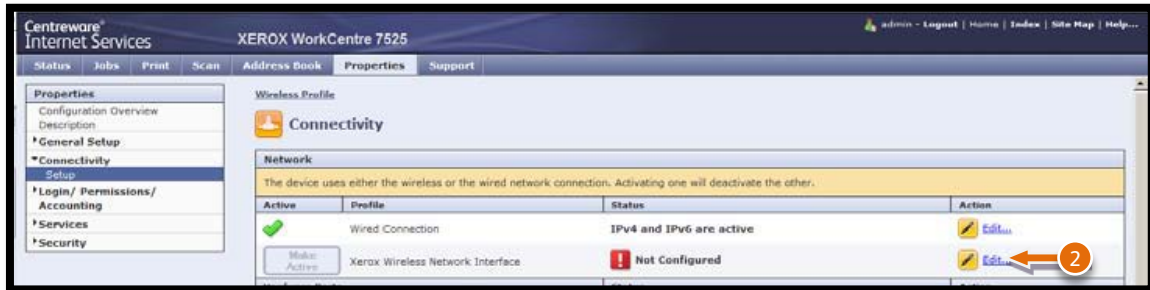 Centreware®
Internet Services
XEROX WorkCentre 7525
admin - Logout | Home | Index | Site Map | Help...
Status Jobs Print Scan Address Book Properties Support
Properties
Configuration Overview
Description
General Setup
Connectivity
Setup
Login/ Permissions/
Accounting
Services
Security
Wireless Profile
Connectivity
Network
The device uses either the wireless or the wired network connection. Activating one will deactivate the other.
Active Profile Status Action
Wired Connection IPv4 and IPv6 are active Edit...
Make
Active
Xerox Wireless Network Interface Not Configured Edit... 2